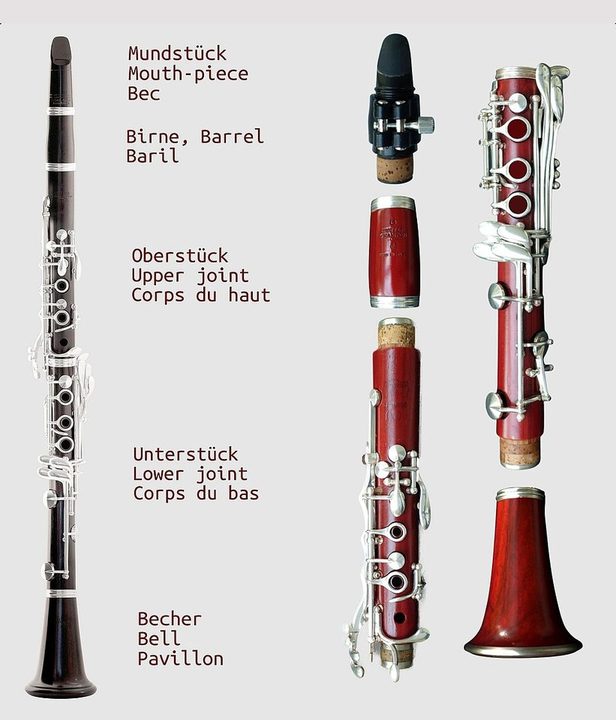 Mundstück
Mouth-piece
Bec
Birne, Barrel
Baril
Oberstück
Upper joint
Corps du haut
Unterstück
Lower joint
Corps du bas
Becher
Bell
Pavillon